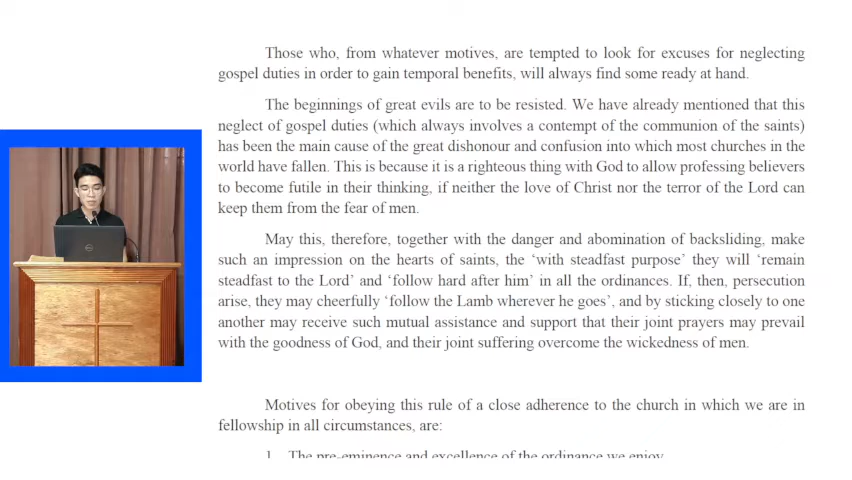 Those who, from whatever motives, are tempted to look for excuses for neglecting
gospel duties in order to gain temporal benefits, will always find some ready at hand.
The beginnings of great evils are to be resisted. We have already mentioned that this
neglect of gospel duties (which always involves a contempt of the communion of the saints)
has been the main cause of the great dishonour and confusion into which most churches in the
world have fallen. This is because it is a righteous thing with God to allow professing believers
to become futile in their thinking, if neither the love of Christ nor the terror of the Lord can
keep them from the fear of men.
May this, therefore, together with the danger and abomination of backsliding, make
such an impression on the hearts of saints, the ‘with steadfast purpose’ they will ‘remain
steadfast to the Lord’ and ‘follow hard after him’ in all the ordinances. If, then, persecution
arise, they may cheerfully ‘follow the Lamb wherever he goes’, and by sticking closely to one
another may receive such mutual assistance and support that their joint prayers may prevail
with the goodness of God, and their joint suffering overcome the wickedness of men.
Motives for obeying this rule of a close adherence to the church in which we are in
fellowship in all circumstances, are:
1. The pre-eminence and excellence of the ordinance we enjoy